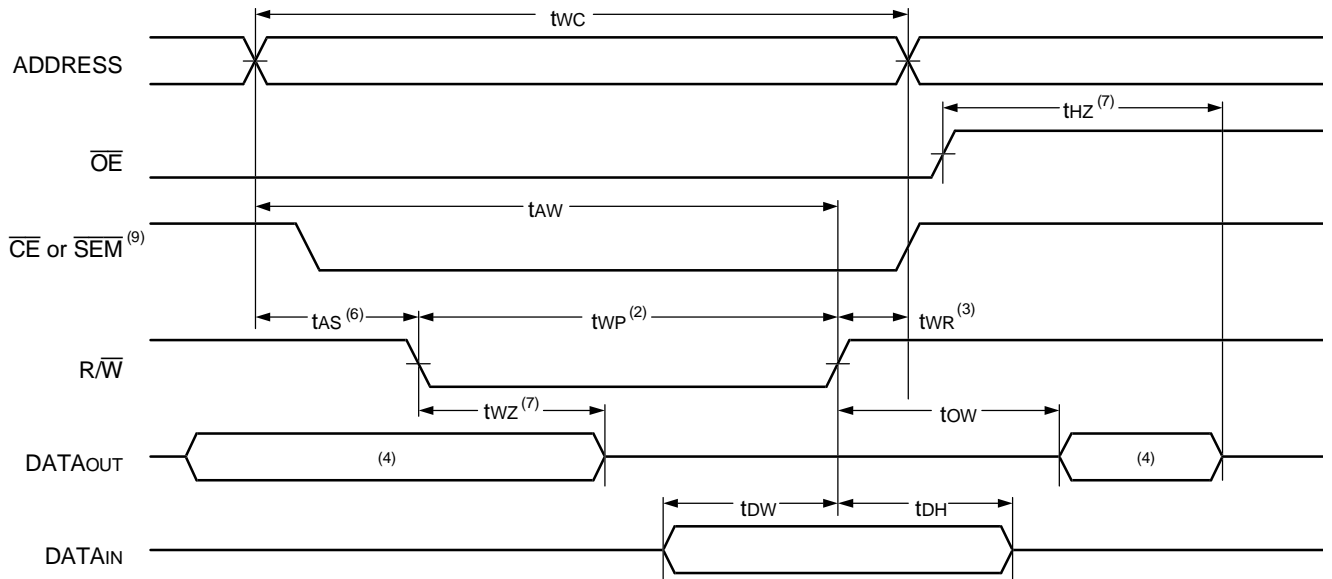 tWC
ADDRESS
tHZ (7)
OE
tAW
CE or SEM (9)
tAS (6)
tWP (2)
tWR (3)
R/W
tWZ (7)
tOW
DATAOUT
(4)
(4)
tDW
tDH
DATAIN